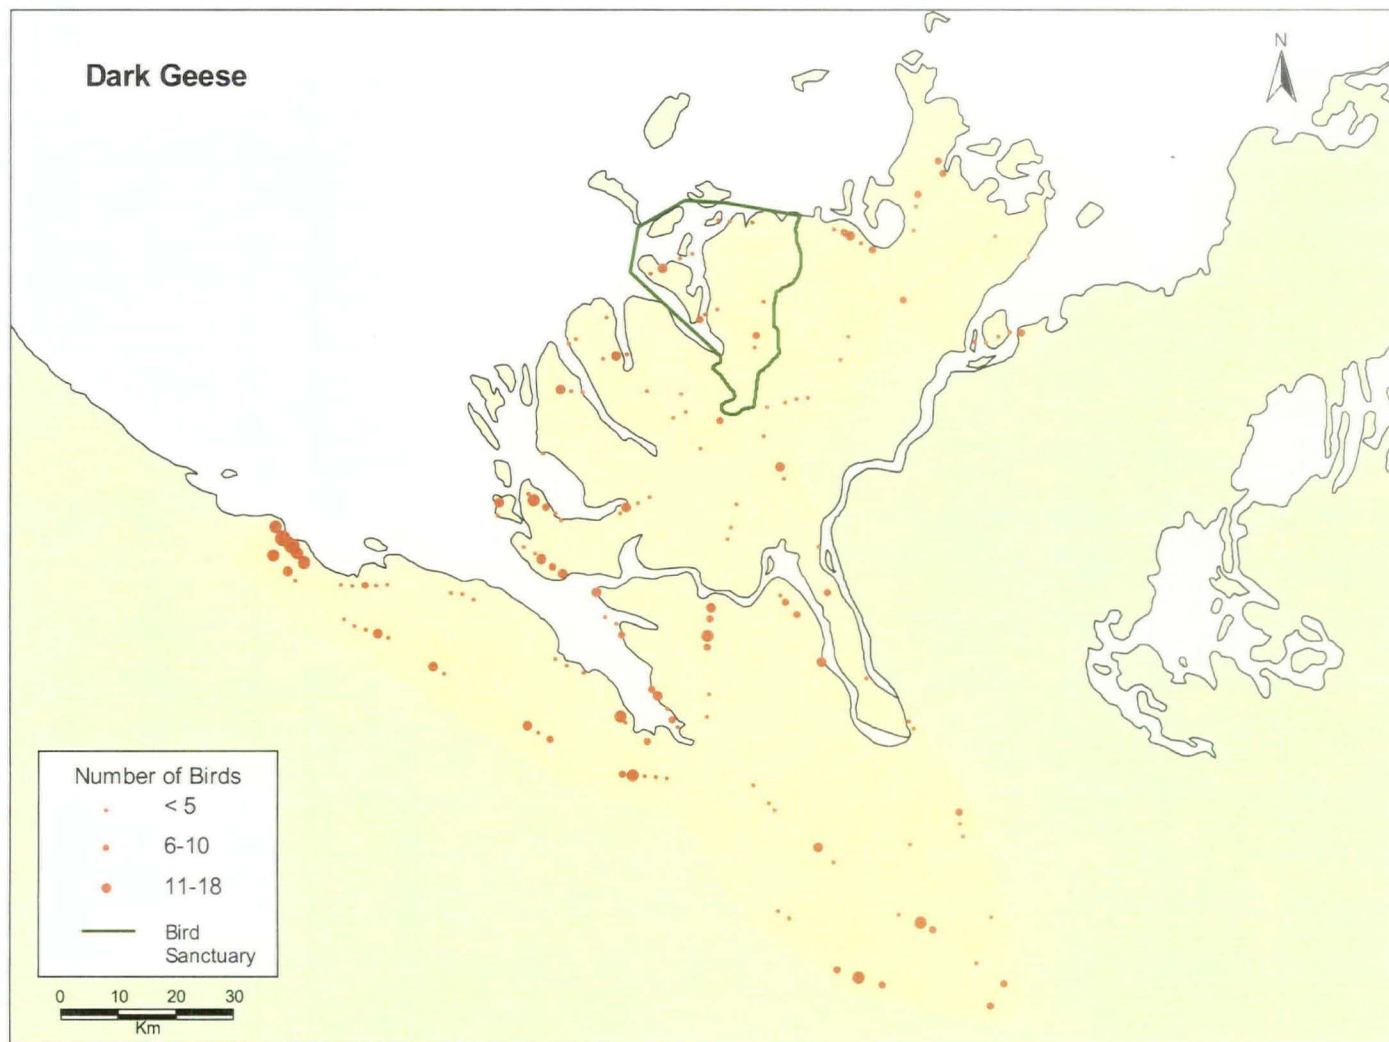 Dark Geese
N
Number of Birds
< 5
6-10
11-18
Bird
Sanctuary
0 10 20 30
Km